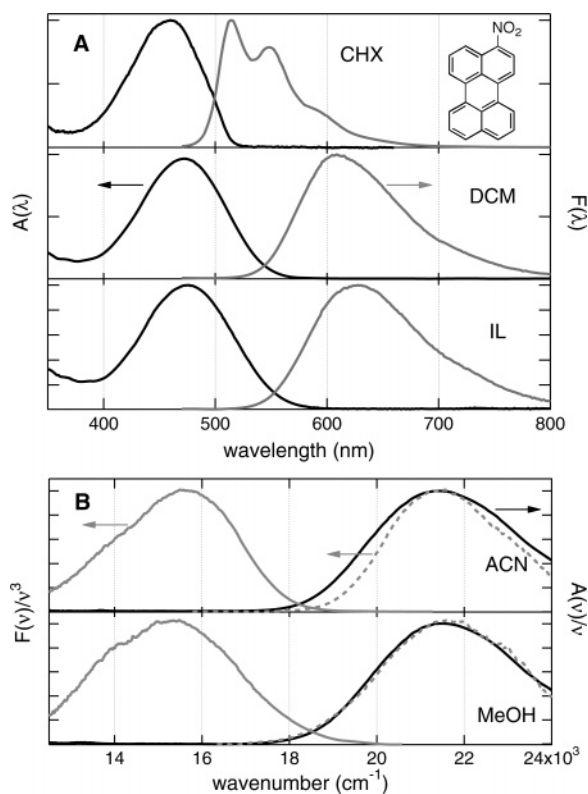 A
CHX
NO₂
DCM
IL
A(λ)
F(λ)
400
500
600
700
800
wavelength (nm)
B
ACN
MeOH
F(ν)/ν³
A(ν)/ν
14
16
18
20
22
24x10³
wavenumber (cm⁻¹)